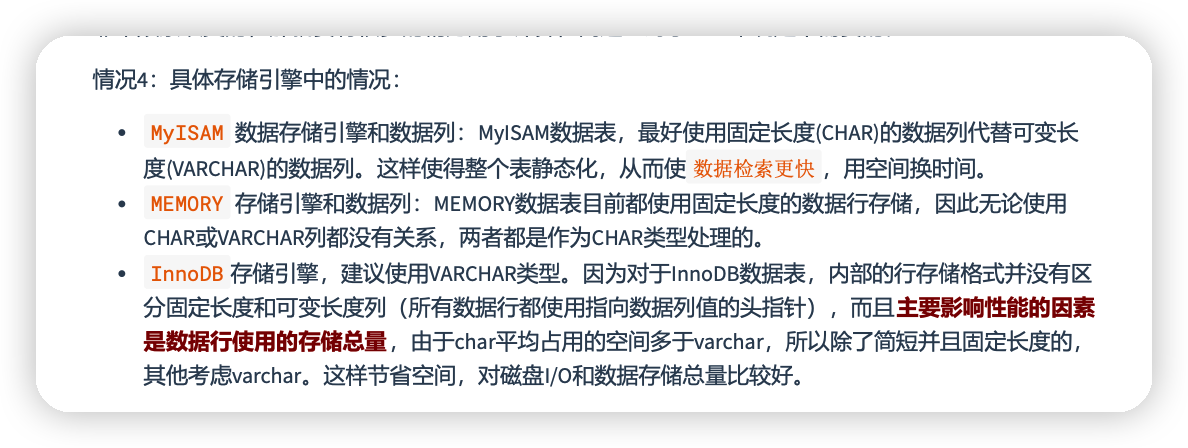 情况4：具体存储引擎中的情况：
• MyISAM 数据存储引擎和数据列：MyISAM数据表，最好使用固定长度(CHAR)的数据列代替可变长
度(VARCHAR)的数据列。这样使得整个表静态化，从而使 数据检索更快 ，用空间换时间。
• MEMORY 存储引擎和数据列：MEMORY数据表目前都使用固定长度的数据行存储，因此无论使用
CHAR或VARCHAR列都没有关系，两者都是作为CHAR类型处理的。
• InnoDB 存储引擎，建议使用VARCHAR类型。因为对于InnoDB数据表，内部的行存储格式并没有区
分固定长度和可变长度列（所有数据行都使用指向数据列值的头指针），而且主要影响性能的因素
是数据行使用的存储总量，由于char平均占用的空间多于varchar，所以除了简短并且固定长度的，
其他考虑varchar。这样节省空间，对磁盘I/O和数据存储总量比较好。